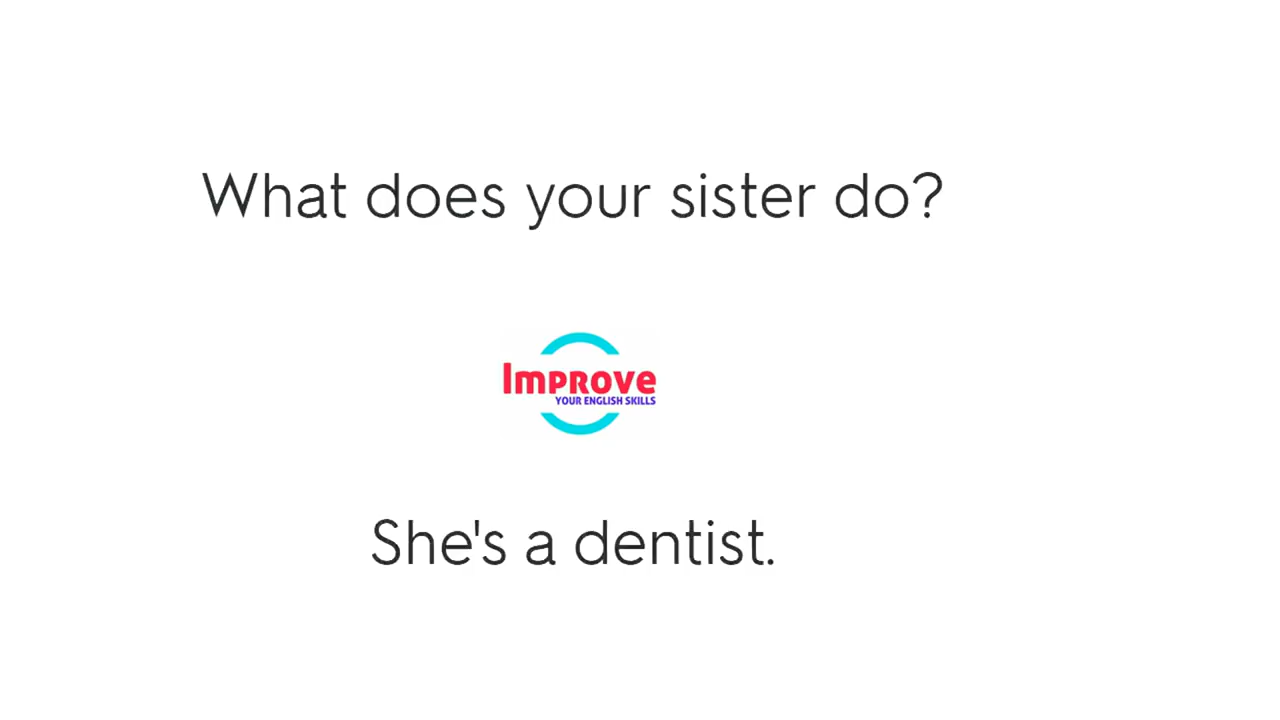 What does your sister do?
Improve
YOUR ENGLISH SKILLS
She's a dentist.